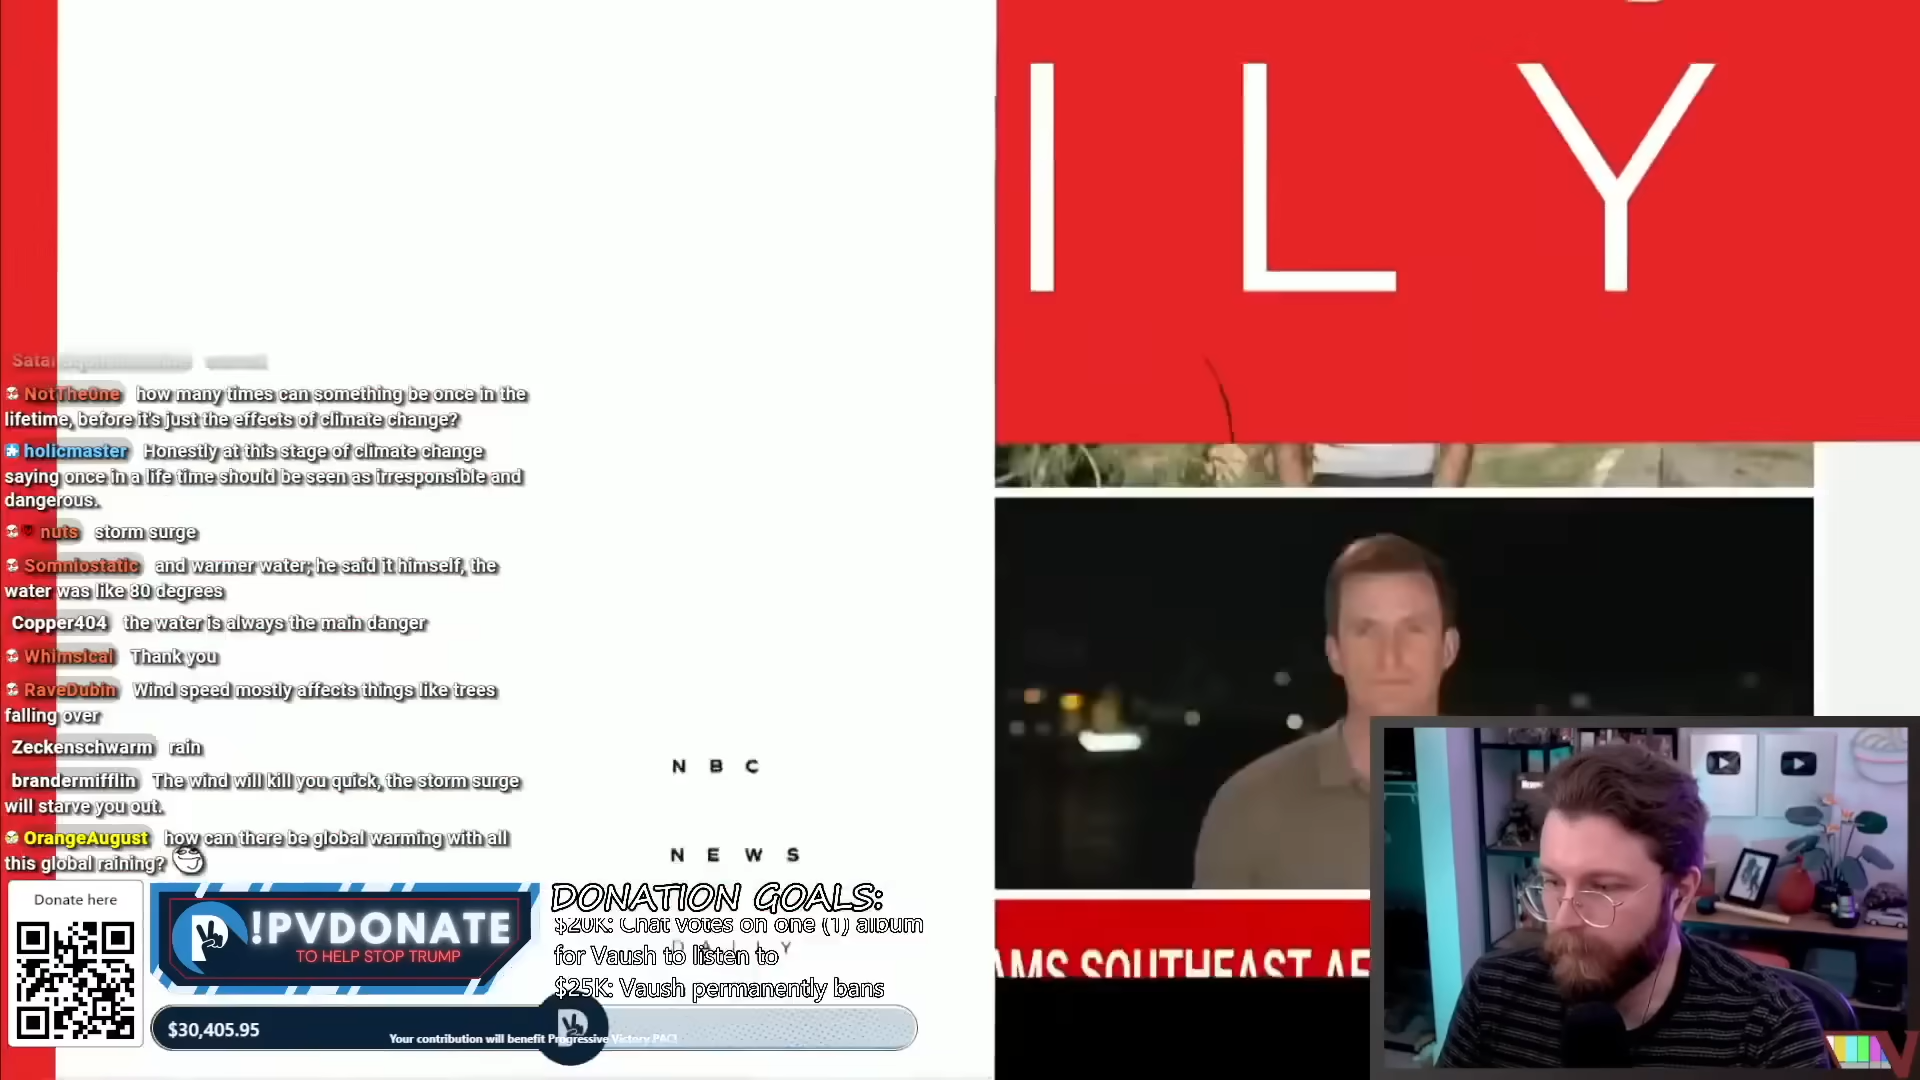 I L Y
NotTheOne how many times can something be once in the
lifetime, before it's just the effects of climate change?
holicmaster Honestly at this stage of climate change
saying once in a life time should be seen as irresponsible and
dangerous.
nuts storm surge
Somniostatic and warmer water; he said it himself, the
water was like 80 degrees
Copper404 the water is always the main danger
Whimsical Thank you
RaveDubin Wind speed mostly affects things like trees
falling over
Zeckenschwarm rain
brandermifflin The wind will kill you quick, the storm surge
will starve you out.
OrangeAugust how can there be global warming with all
this global raining?
N B C
N E W S
D A I L Y
Donate here
!PVDONATE
TO HELP STOP TRUMP
DONATION GOALS:
$20K: Chat votes on one (1) album
for Vaush to listen to
$25K: Vaush permanently bans
$30,405.95
Your contribution will benefit Progressive Victory PAC!
AMS SOUTHEAST AF